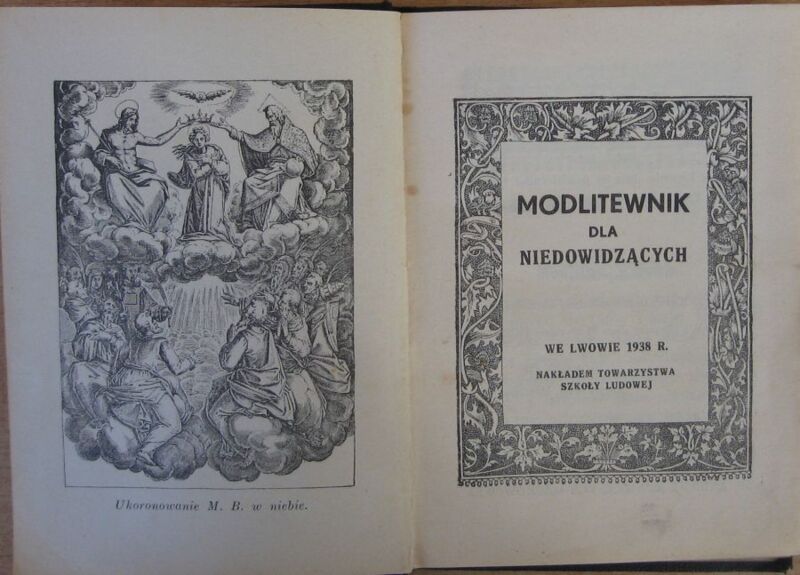 Ukoronowanie M. B. w niebie.
MODLITEWNIK
DLA
NIEDOWIDZĄCYCH
WE LWOWIE 1938 R.
NAKŁADEM TOWARZYSTWA
SZKOŁY LUDOWEJ